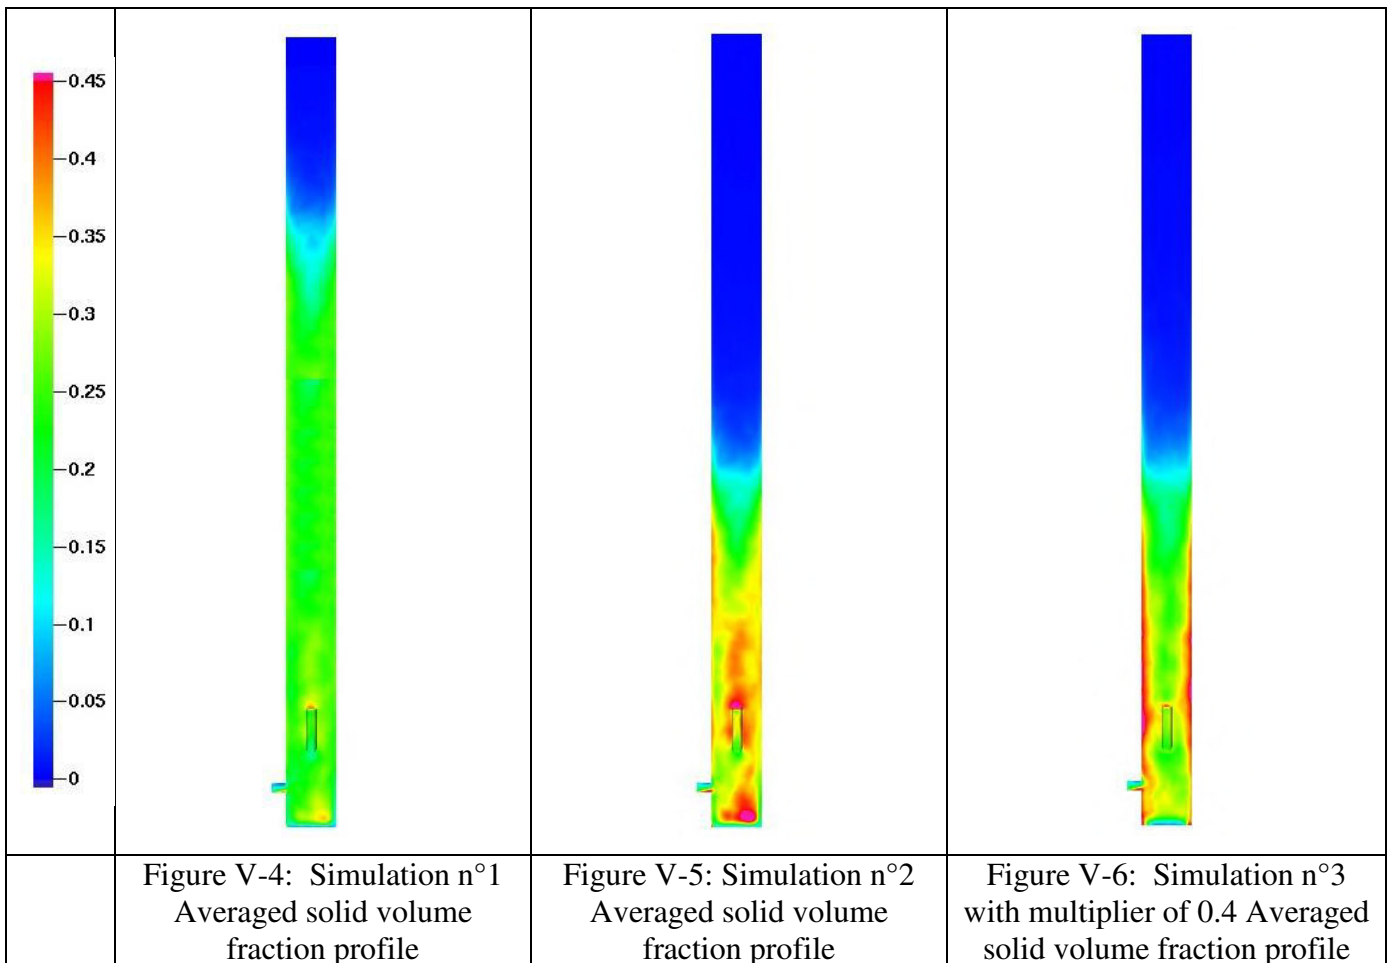 0.45
0.4
0.35
0.3
0.25
0.2
0.15
0.1
0.05
0
Figure V-4: Simulation n°1
Averaged solid volume
fraction profile
Figure V-5: Simulation n°2
Averaged solid volume
fraction profile
Figure V-6: Simulation n°3
with multiplier of 0.4 Averaged
solid volume fraction profile